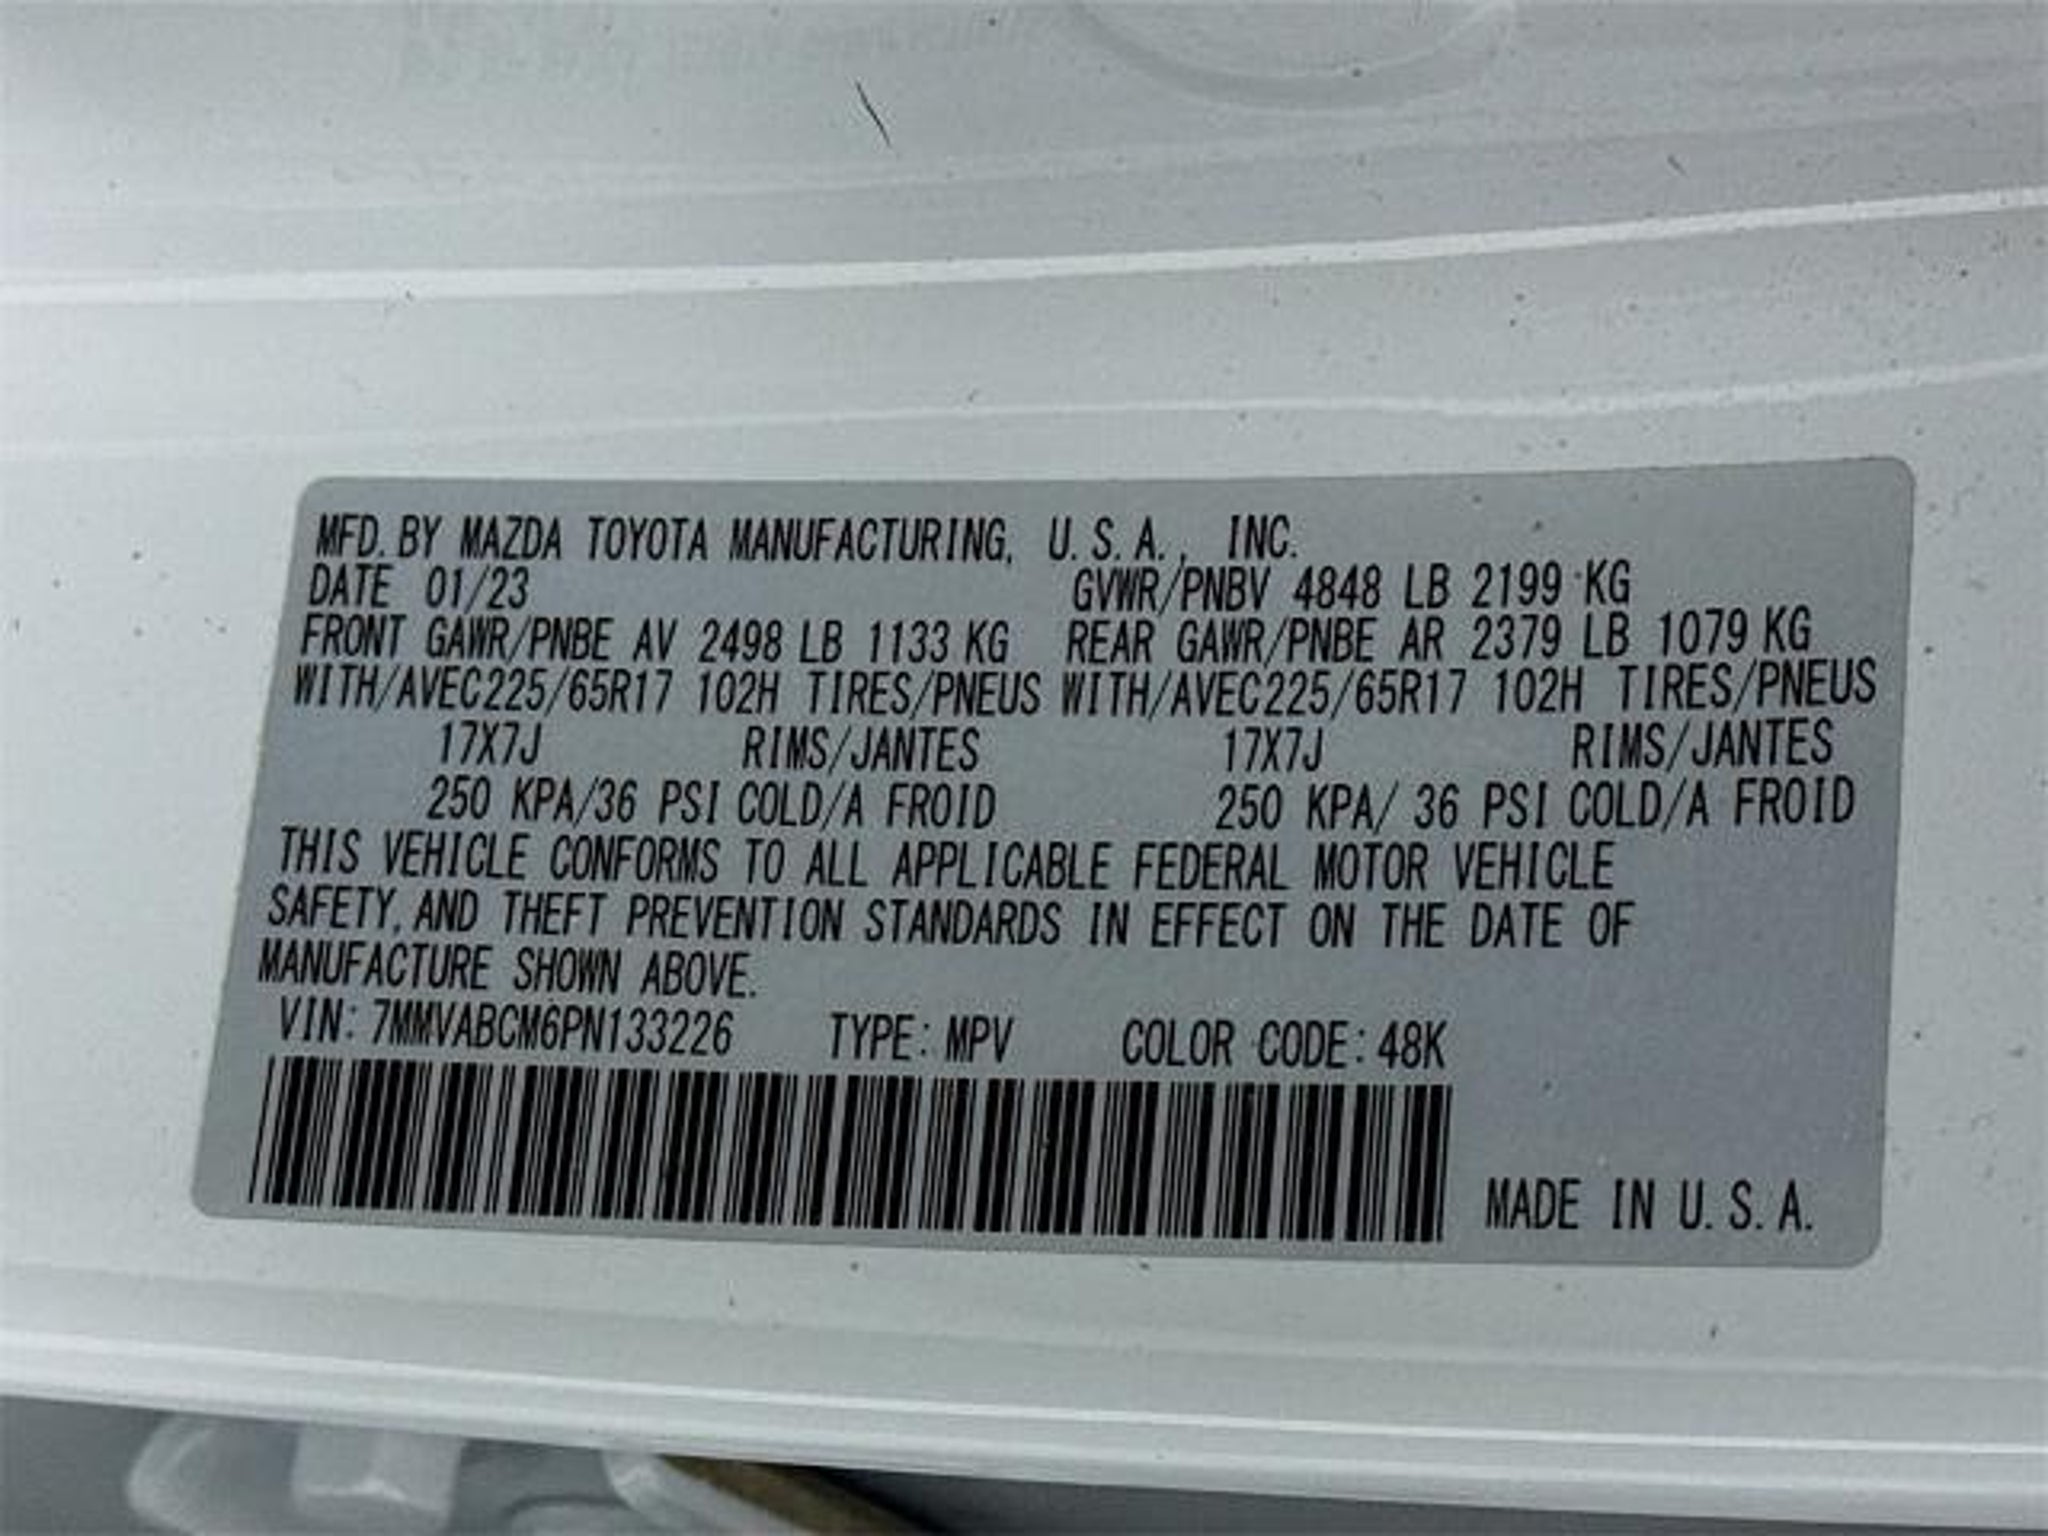 MFD. BY MAZDA TOYOTA MANUFACTURING, U.S.A., INC.
DATE 01/23 GVWR/PNBV 4848 LB 2199 KG
FRONT GAWR/PNBE AV 2498 LB 1133 KG REAR GAWR/PNBE AR 2379 LB 1079 KG
WITH/AVEC225/65R17 102H TIRES/PNEUS WITH/AVEC225/65R17 102H TIRES/PNEUS
17X7J RIMS/JANTES 17X7J RIMS/JANTES
250 KPA/36 PSI COLD/A FROID 250 KPA/ 36 PSI COLD/A FROID
THIS VEHICLE CONFORMS TO ALL APPLICABLE FEDERAL MOTOR VEHICLE
SAFETY, AND THEFT PREVENTION STANDARDS IN EFFECT ON THE DATE OF
MANUFACTURE SHOWN ABOVE.
VIN: 7MMVABCM6PN133226 TYPE: MPV COLOR CODE: 48K
MADE IN U.S.A.